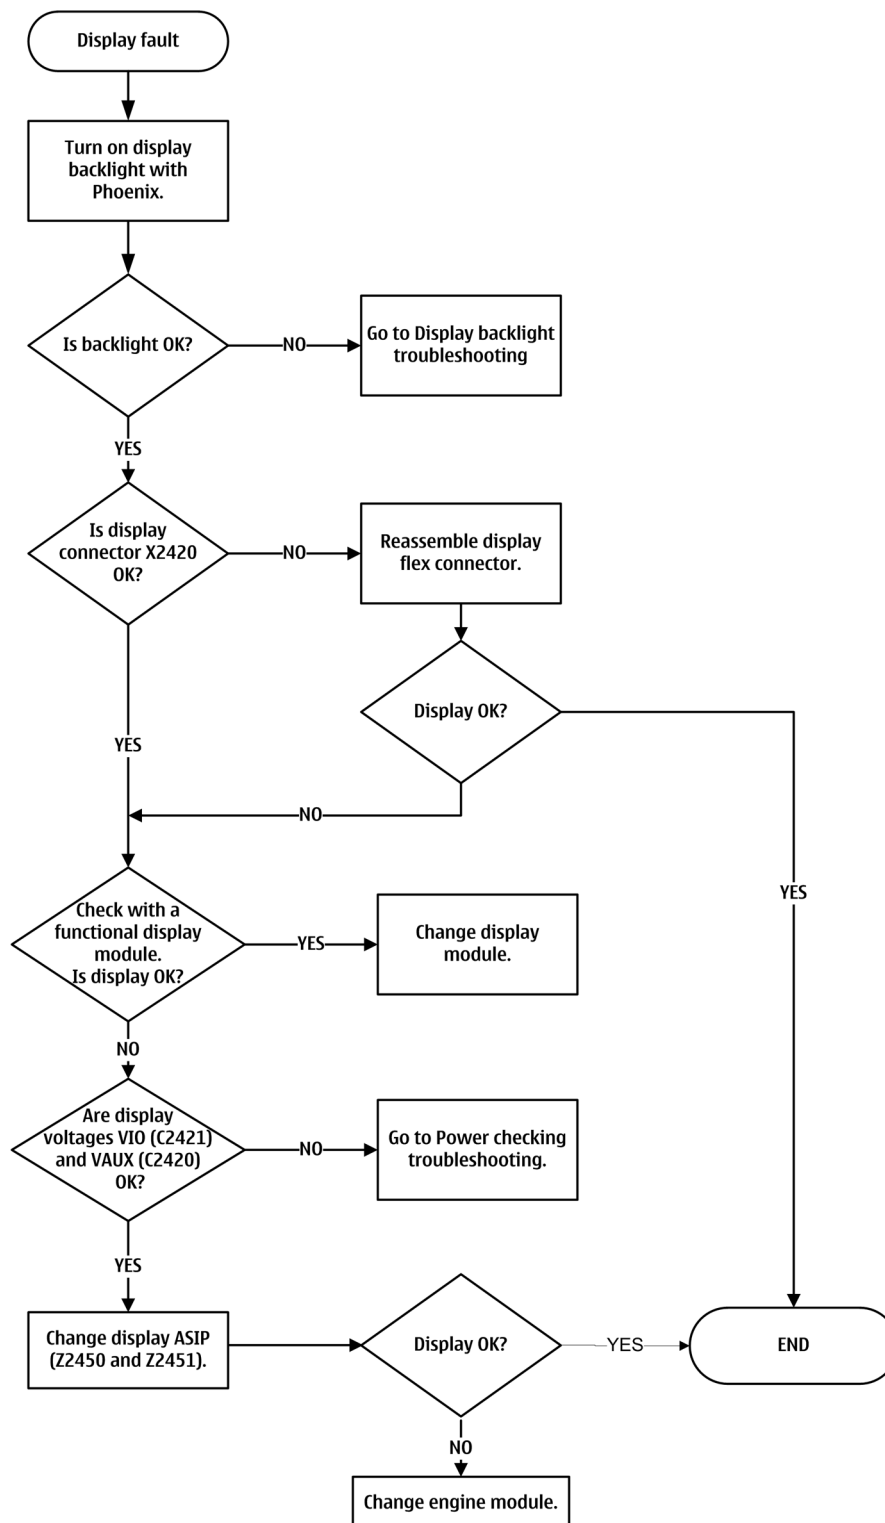 Display fault
Turn on display
backlight with
Phoenix.
Is backlight OK?
NO
Go to Display backlight
troubleshooting
YES
Is display
connector X2420
OK?
NO
Reassemble display
flex connector.
Display OK?
YES
NO
YES
Check with a
functional display
module.
Is display OK?
YES
Change display
module.
NO
Are display
voltages VIO (C2421)
and VAUX (C2420)
OK?
NO
Go to Power checking
troubleshooting.
YES
Change display ASIP
(Z2450 and Z2451).
Display OK?
YES
END
NO
Change engine module.